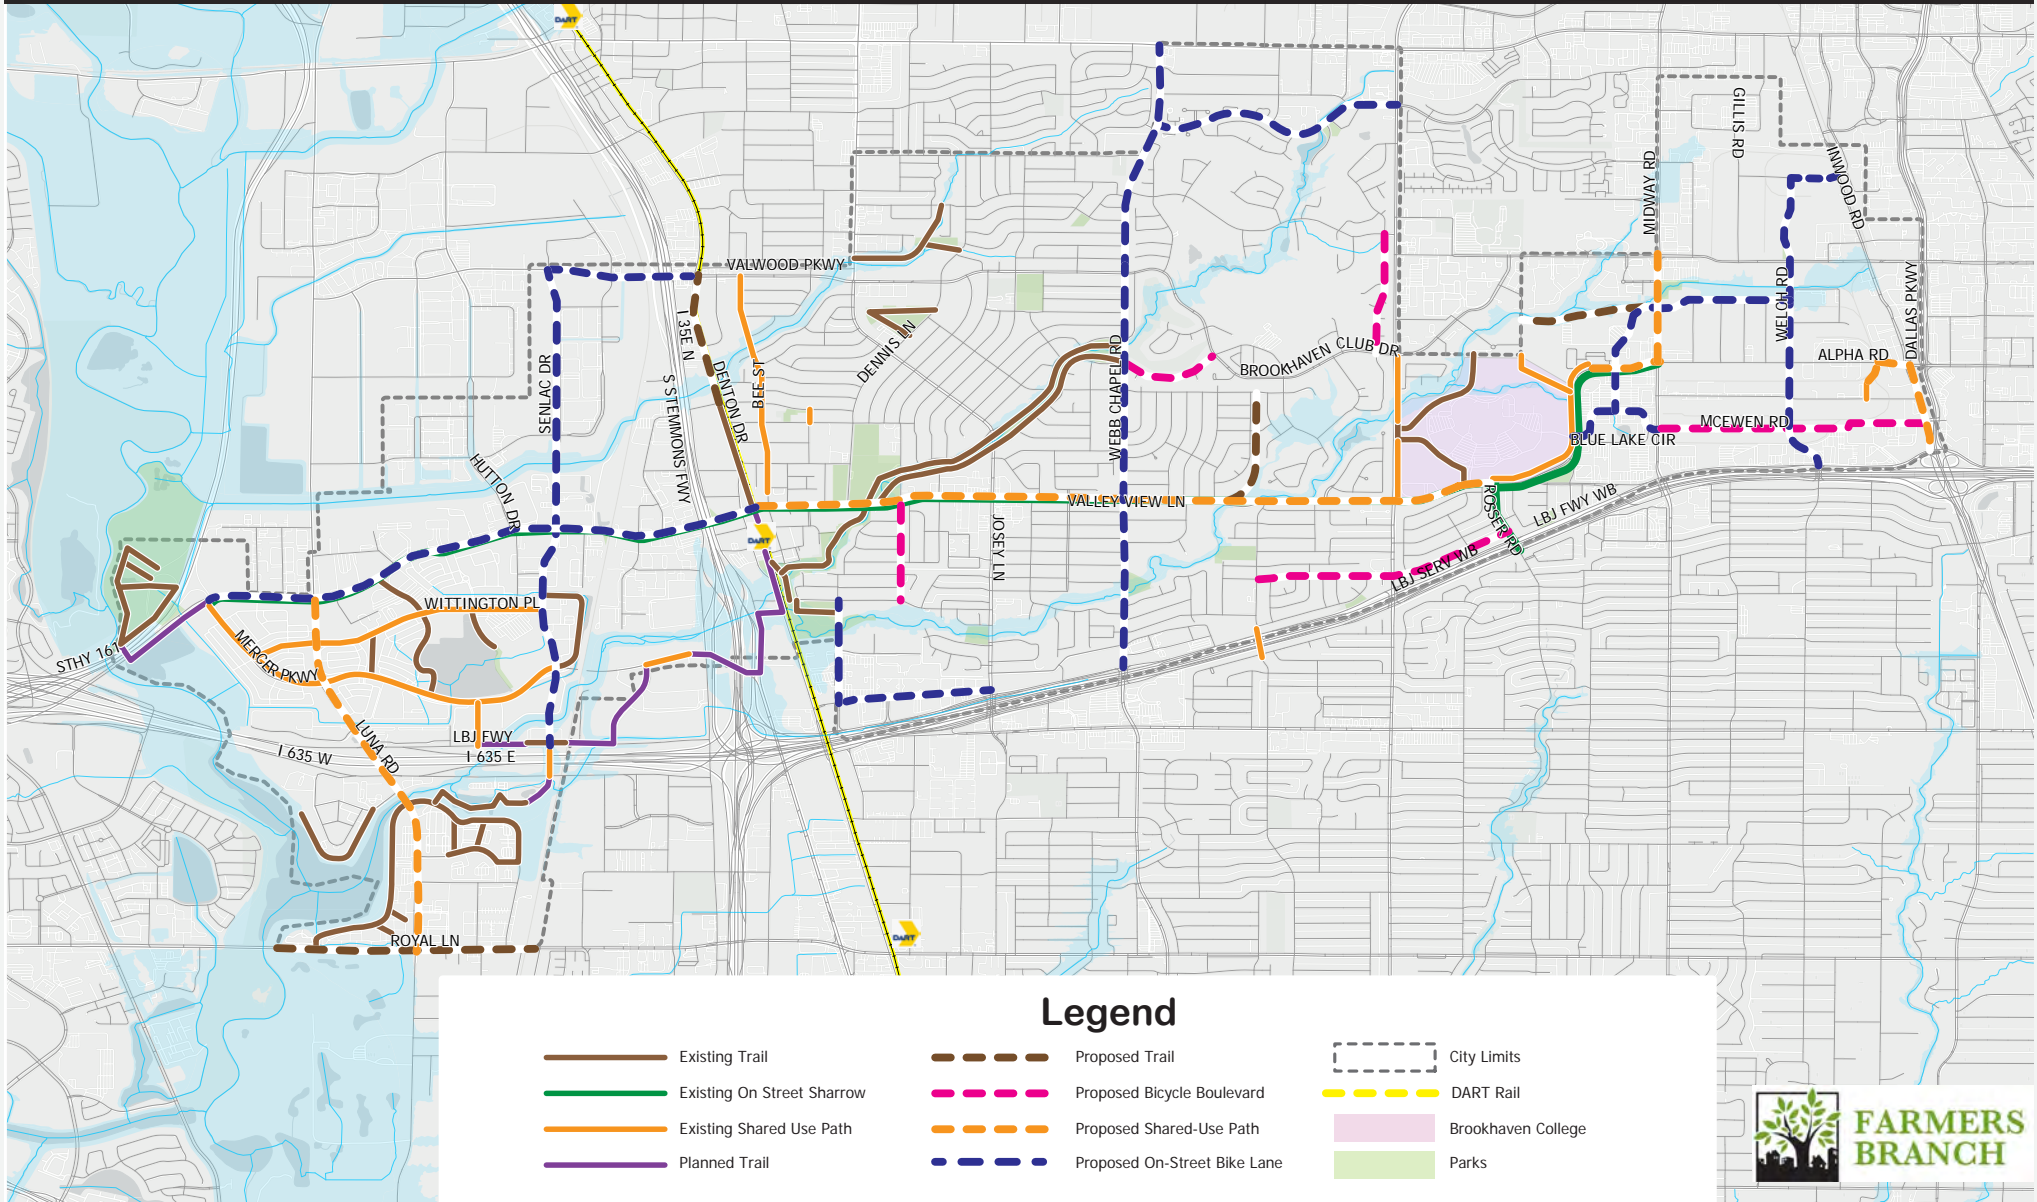 DART
GILLIS RD
MIDWAY RD
INWOOD RD
VALWOOD PKWY
I 35E N
WELOH RD
DALLAS PKWY
DENNIS LN
WEBB CHAPEL RD
BROOKHAVEN CLUB DR
ALPHA RD
SENLAC DR
S STEMMONS FWY
DENTON DR
BEE ST
MCEWEN RD
BLUE LAKE CIR
HUTTON DR
VALLEY VIEW LN
ROSSER RD
LBJ FWY WB
JOSEY LN
DART
LBJ SERV WB
WITTINGTON PL
STHY 161
MERCER PKWY
LUNA RD
LBJ FWY
I 635 W
I 635 E
ROYAL LN
DART
Legend
Existing Trail
Proposed Trail
City Limits
Existing On Street Sharrow
Proposed Bicycle Boulevard
DART Rail
Existing Shared Use Path
Proposed Shared-Use Path
Brookhaven College
Planned Trail
Proposed On-Street Bike Lane
Parks
FARMERS
BRANCH